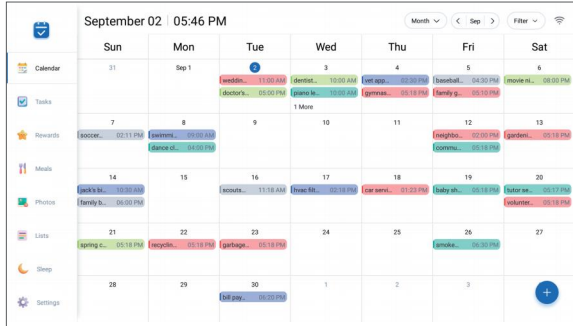 September 02 05:46 PM
Month
Sep
Filter
Calendar
Tasks
Rewards
Meals
Photos
Lists
Sleep
Settings
Sun Mon Tue Wed Thu Fri Sat
31 Sep 1 2 3 4 5 6
weddin... 11:00 AM dentist... 10:00 AM vet app... 02:30 PM baseball... 04:30 PM movie ni... 08:00 PM
doctor's... 05:00 PM piano le... 10:00 AM gymnas... 05:18 PM family g... 05:10 PM
1 More
7 8 9 10 11 12 13
soccer... 02:11 PM swimmi... 09:00 AM neighbo... 02:00 PM gardeni... 05:18 PM
dance cl... 04:00 PM commu... 05:18 PM
14 15 16 17 18 19 20
jack's bi... 10:30 AM scouts... 11:18 AM hvac filt... 02:18 PM car servi... 01:23 PM baby sh... 05:18 PM tutor se... 05:17 PM
family b... 06:00 PM volunter... 05:18 PM
21 22 23 24 25 26 27
spring c... 05:18 PM recyclin... 05:18 PM garbage... 05:18 PM smoke... 06:30 PM
28 29 30 1 2 3
bill pay... 06:20 PM